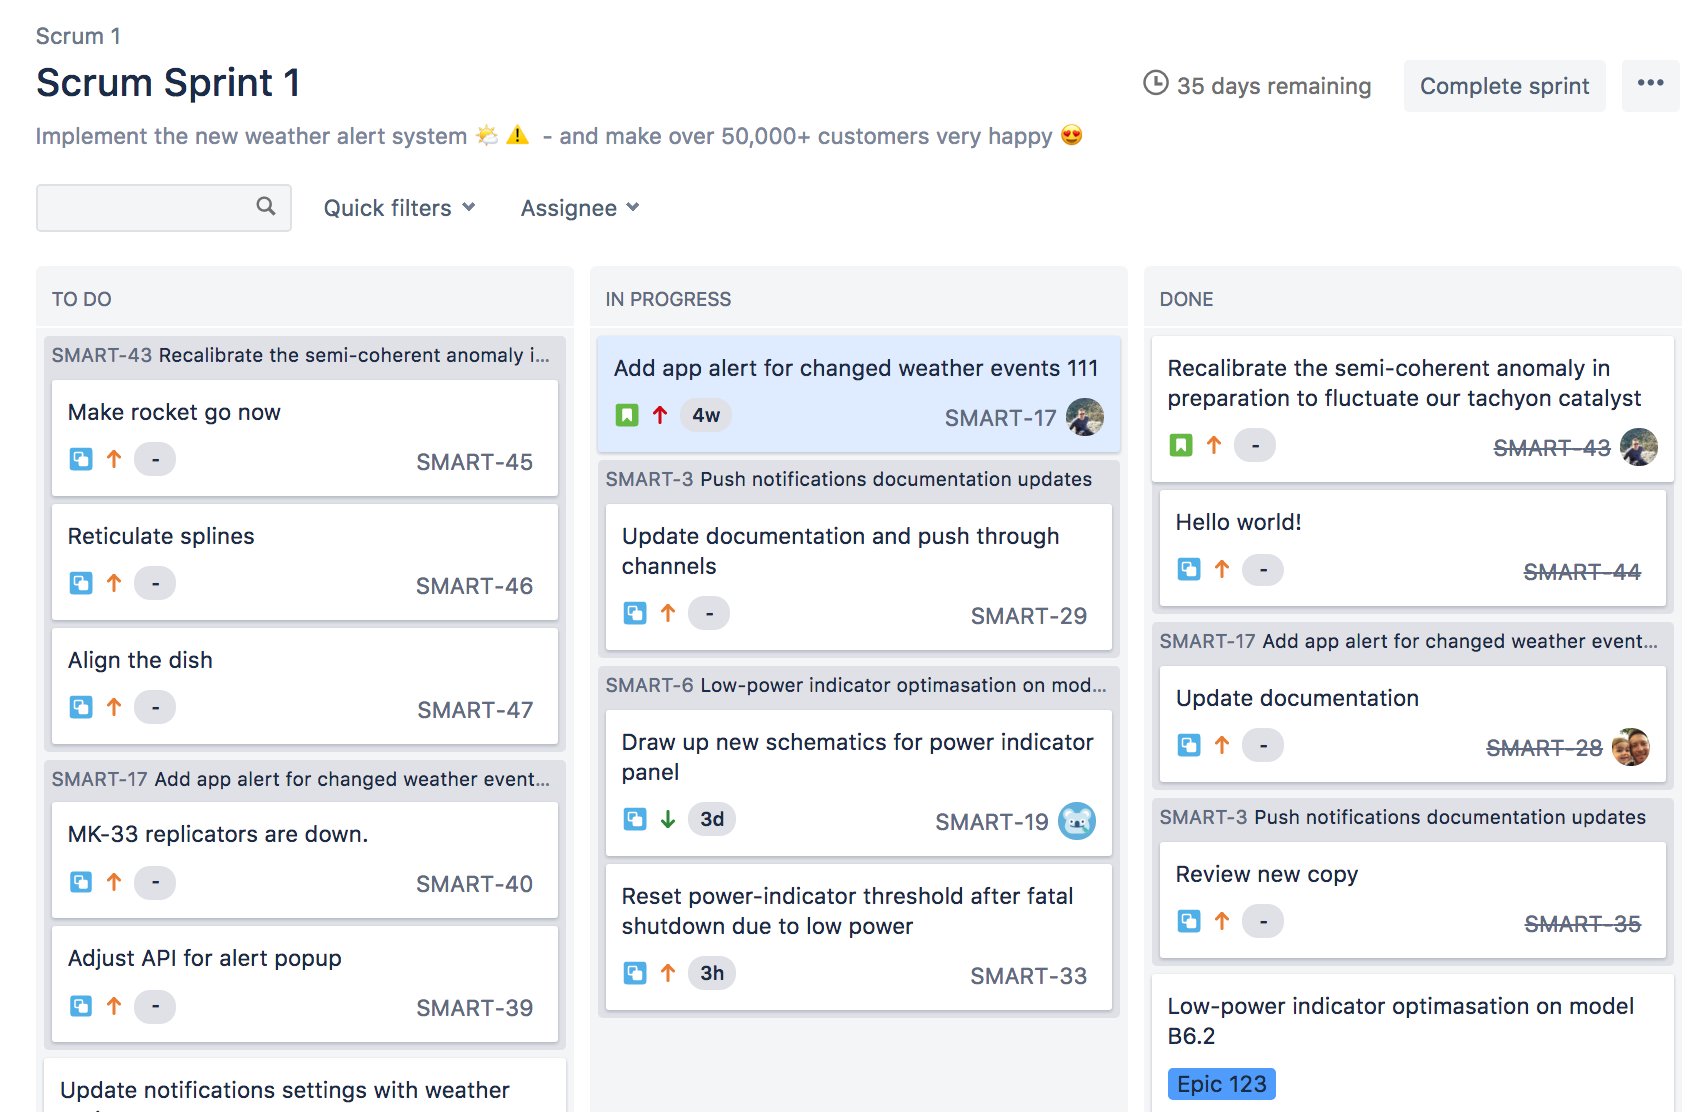 Scrum 1
Scrum Sprint 1
35 days remaining
Complete sprint
Implement the new weather alert system 🌤️ ⚠️ - and make over 50,000+ customers very happy 😍
Quick filters
Assignee
TO DO
SMART-43 Recalibrate the semi-coherent anomaly i...
Make rocket go now
-
SMART-45
Reticulate splines
-
SMART-46
Align the dish
-
SMART-47
SMART-17 Add app alert for changed weather event...
MK-33 replicators are down.
-
SMART-40
Adjust API for alert popup
-
SMART-39
Update notifications settings with weather
IN PROGRESS
Add app alert for changed weather events 111
4w
SMART-17
SMART-3 Push notifications documentation updates
Update documentation and push through
channels
-
SMART-29
SMART-6 Low-power indicator optimasation on mod...
Draw up new schematics for power indicator
panel
3d
SMART-19
Reset power-indicator threshold after fatal
shutdown due to low power
3h
SMART-33
DONE
Recalibrate the semi-coherent anomaly in
preparation to fluctuate our tachyon catalyst
-
SMART-43
Hello world!
-
SMART-44
SMART-17 Add app alert for changed weather event...
Update documentation
-
SMART-28
SMART-3 Push notifications documentation updates
Review new copy
-
SMART-35
Low-power indicator optimasation on model
B6.2
Epic 123